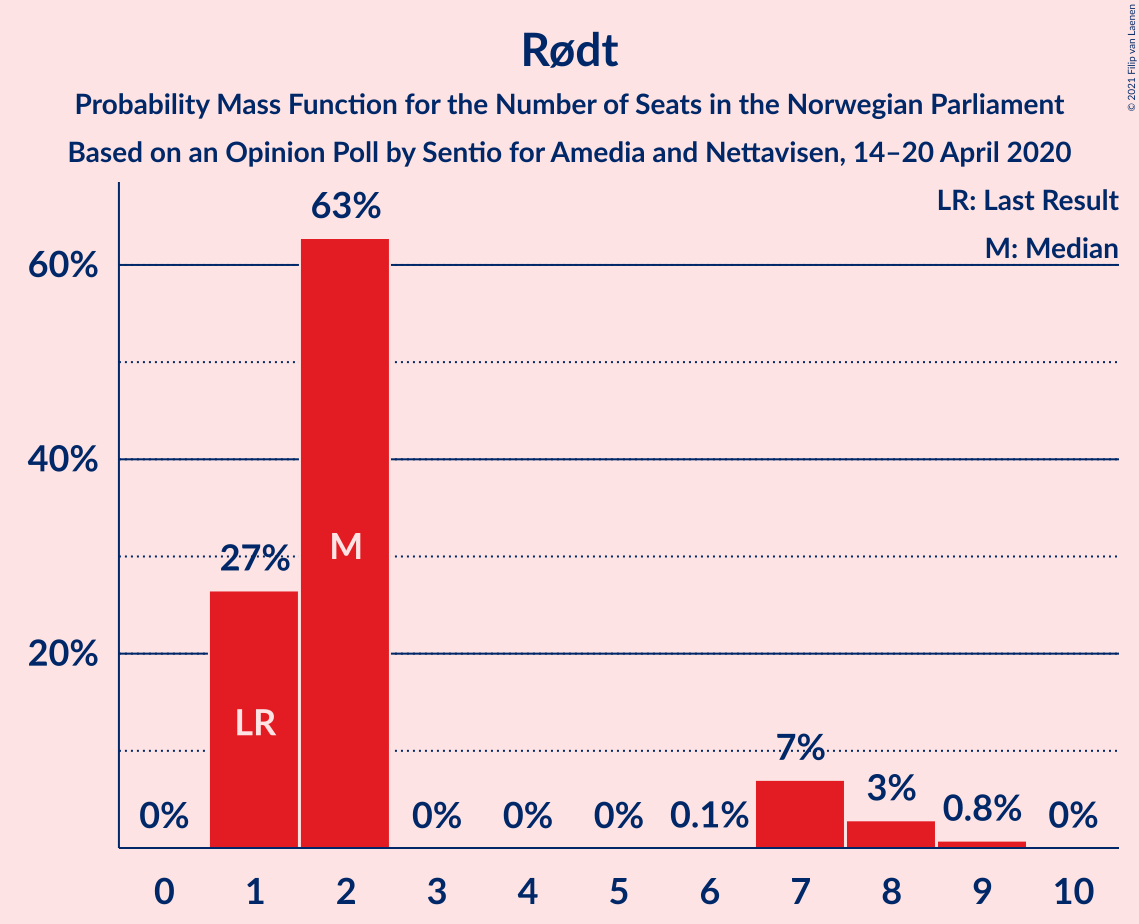 Rødt
Probability Mass Function for the Number of Seats in the Norwegian Parliament
Based on an Opinion Poll by Sentio for Amedia and Nettavisen, 14–20 April 2020
© 2021 Filip van Laenen
LR: Last Result
M: Median
60%
40%
20%
0%
27%
63%
0%
0%
0%
0.1%
7%
3%
0.8%
0%
LR
M
0 1 2 3 4 5 6 7 8 9 10